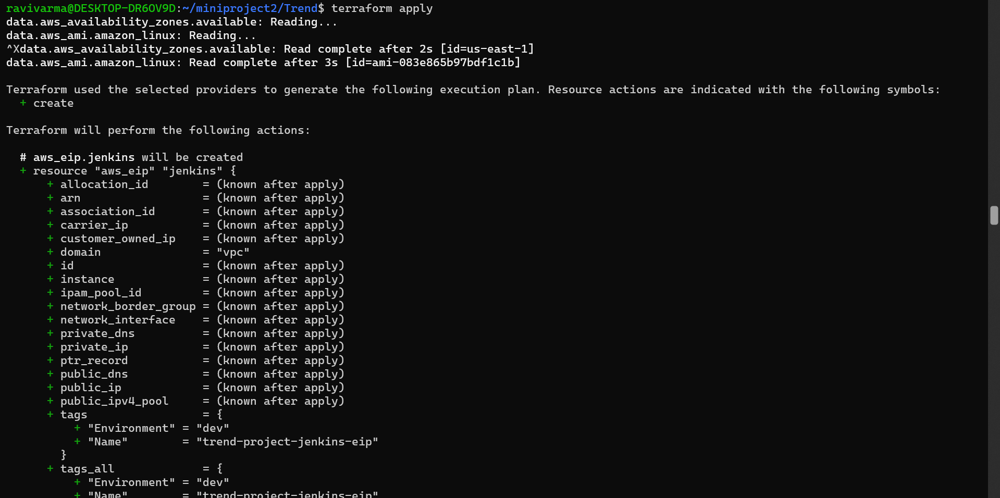 ravivarma@DESKTOP-DR6OV9D:~/miniproject2/Trend$ terraform apply
data.aws_availability_zones.available: Reading...
data.aws_ami.amazon_linux: Reading...
^Xdata.aws_availability_zones.available: Read complete after 2s [id=us-east-1]
data.aws_ami.amazon_linux: Read complete after 3s [id=ami-083e865b97bdf1c1b]

Terraform used the selected providers to generate the following execution plan. Resource actions are indicated with the following symbols:
  + create

Terraform will perform the following actions:

  # aws_eip.jenkins will be created
  + resource "aws_eip" "jenkins" {
      + allocation_id        = (known after apply)
      + arn                  = (known after apply)
      + association_id       = (known after apply)
      + carrier_ip           = (known after apply)
      + customer_owned_ip    = (known after apply)
      + domain               = "vpc"
      + id                   = (known after apply)
      + instance             = (known after apply)
      + ipam_pool_id         = (known after apply)
      + network_border_group = (known after apply)
      + network_interface    = (known after apply)
      + private_dns          = (known after apply)
      + private_ip           = (known after apply)
      + ptr_record           = (known after apply)
      + public_dns           = (known after apply)
      + public_ip            = (known after apply)
      + public_ipv4_pool     = (known after apply)
      + tags                 = {
          + "Environment" = "dev"
          + "Name"        = "trend-project-jenkins-eip"
        }
      + tags_all             = {
          + "Environment" = "dev"
          + "Name"        = "trend-project-jenkins-eip"